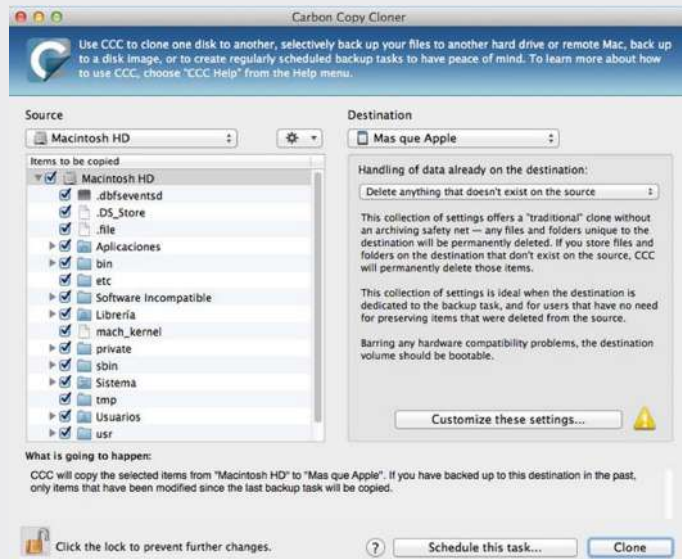 Carbon Copy Cloner
Use CCC to clone one disk to another, selectively back up your files to another hard drive or remote Mac, back up
to a disk image, or to create regularly scheduled backup tasks to have peace of mind. To learn more about how
to use CCC, choose "CCC Help" from the Help menu.
Source
Macintosh HD
Items to be copied
Macintosh HD
.dbfseventsd
.DS_Store
.file
Aplicaciones
bin
etc
Software Incompatible
Librería
mach_kernel
private
sbin
Sistema
tmp
Usuarios
usr
Destination
Mas que Apple
Handling of data already on the destination:
Delete anything that doesn't exist on the source
This collection of settings offers a "traditional" clone without
an archiving safety net — any files and folders unique to the
destination will be permanently deleted. If you store files and
folders on the destination that don't exist on the source, CCC
will permanently delete those items.
This collection of settings is ideal when the destination is
dedicated to the backup task, and for users that have no need
for preserving items that were deleted from the source.
Barring any hardware compatibility problems, the destination
volume should be bootable.
Customize these settings...
What is going to happen:
CCC will copy the selected items from "Macintosh HD" to "Mas que Apple". If you have backed up to this destination in the past,
only items that have been modified since the last backup task will be copied.
Click the lock to prevent further changes.
?
Schedule this task...
Clone